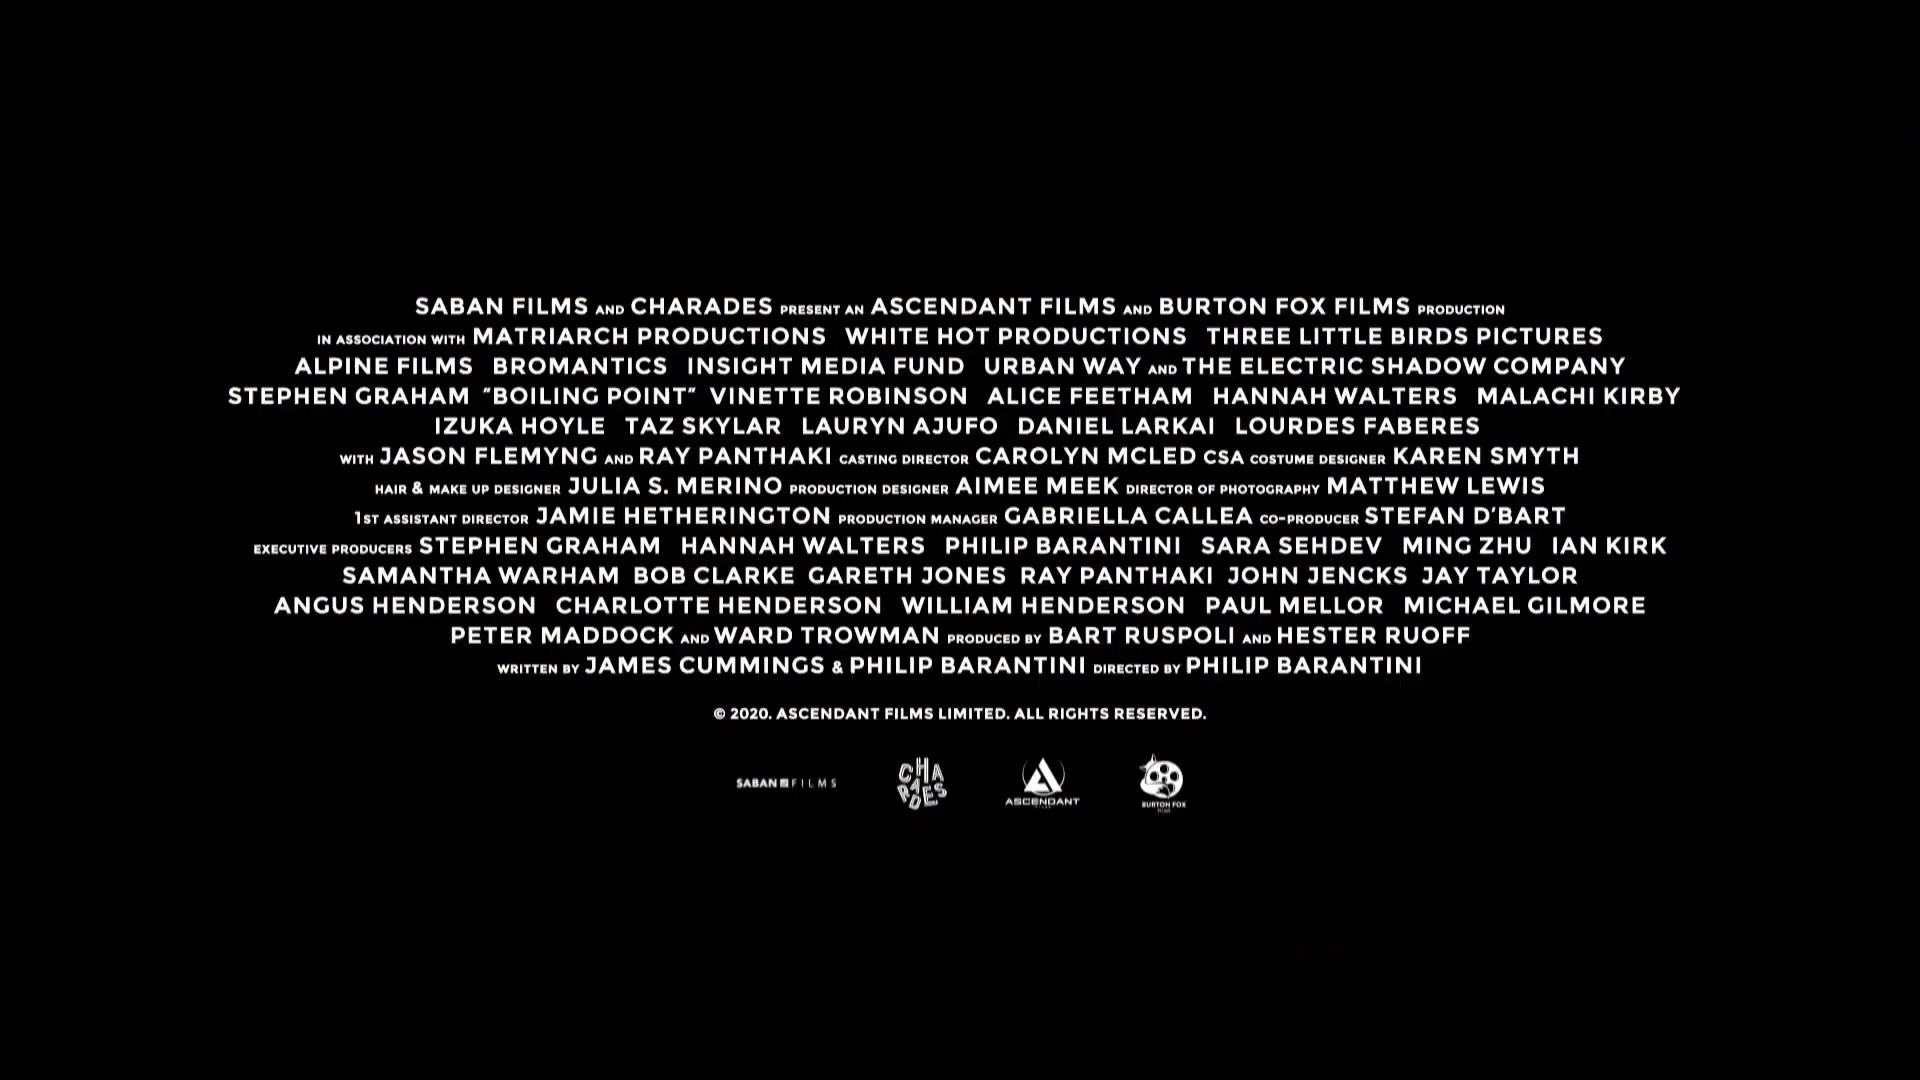 SABAN FILMS AND CHARADES PRESENT AN ASCENDANT FILMS AND BURTON FOX FILMS PRODUCTION
IN ASSOCIATION WITH MATRIARCH PRODUCTIONS WHITE HOT PRODUCTIONS THREE LITTLE BIRDS PICTURES
ALPINE FILMS BROMANTICS INSIGHT MEDIA FUND URBAN WAY AND THE ELECTRIC SHADOW COMPANY
STEPHEN GRAHAM "BOILING POINT" VINETTE ROBINSON ALICE FEETHAM HANNAH WALTERS MALACHI KIRBY
IZUKA HOYLE TAZ SKYLAR LAURYN AJUFO DANIEL LARKAI LOURDES FABERES
WITH JASON FLEMYNG AND RAY PANTHAKI CASTING DIRECTOR CAROLYN MCLED CSA COSTUME DESIGNER KAREN SMYTH
HAIR & MAKE UP DESIGNER JULIA S. MERINO PRODUCTION DESIGNER AIMEE MEEK DIRECTOR OF PHOTOGRAPHY MATTHEW LEWIS
1ST ASSISTANT DIRECTOR JAMIE HETHERINGTON PRODUCTION MANAGER GABRIELLA CALLEA CO-PRODUCER STEFAN D'BART
EXECUTIVE PRODUCERS STEPHEN GRAHAM HANNAH WALTERS PHILIP BARANTINI SARA SEHDEV MING ZHU IAN KIRK
SAMANTHA WARHAM BOB CLARKE GARETH JONES RAY PANTHAKI JOHN JENCKS JAY TAYLOR
ANGUS HENDERSON CHARLOTTE HENDERSON WILLIAM HENDERSON PAUL MELLOR MICHAEL GILMORE
PETER MADDOCK AND WARD TROWMAN PRODUCED BY BART RUSPOLI AND HESTER RUOFF
WRITTEN BY JAMES CUMMINGS & PHILIP BARANTINI DIRECTED BY PHILIP BARANTINI
© 2020. ASCENDANT FILMS LIMITED. ALL RIGHTS RESERVED.
SABAN FILMS
CHARADES
ASCENDANT
BURTON FOX
FILMS